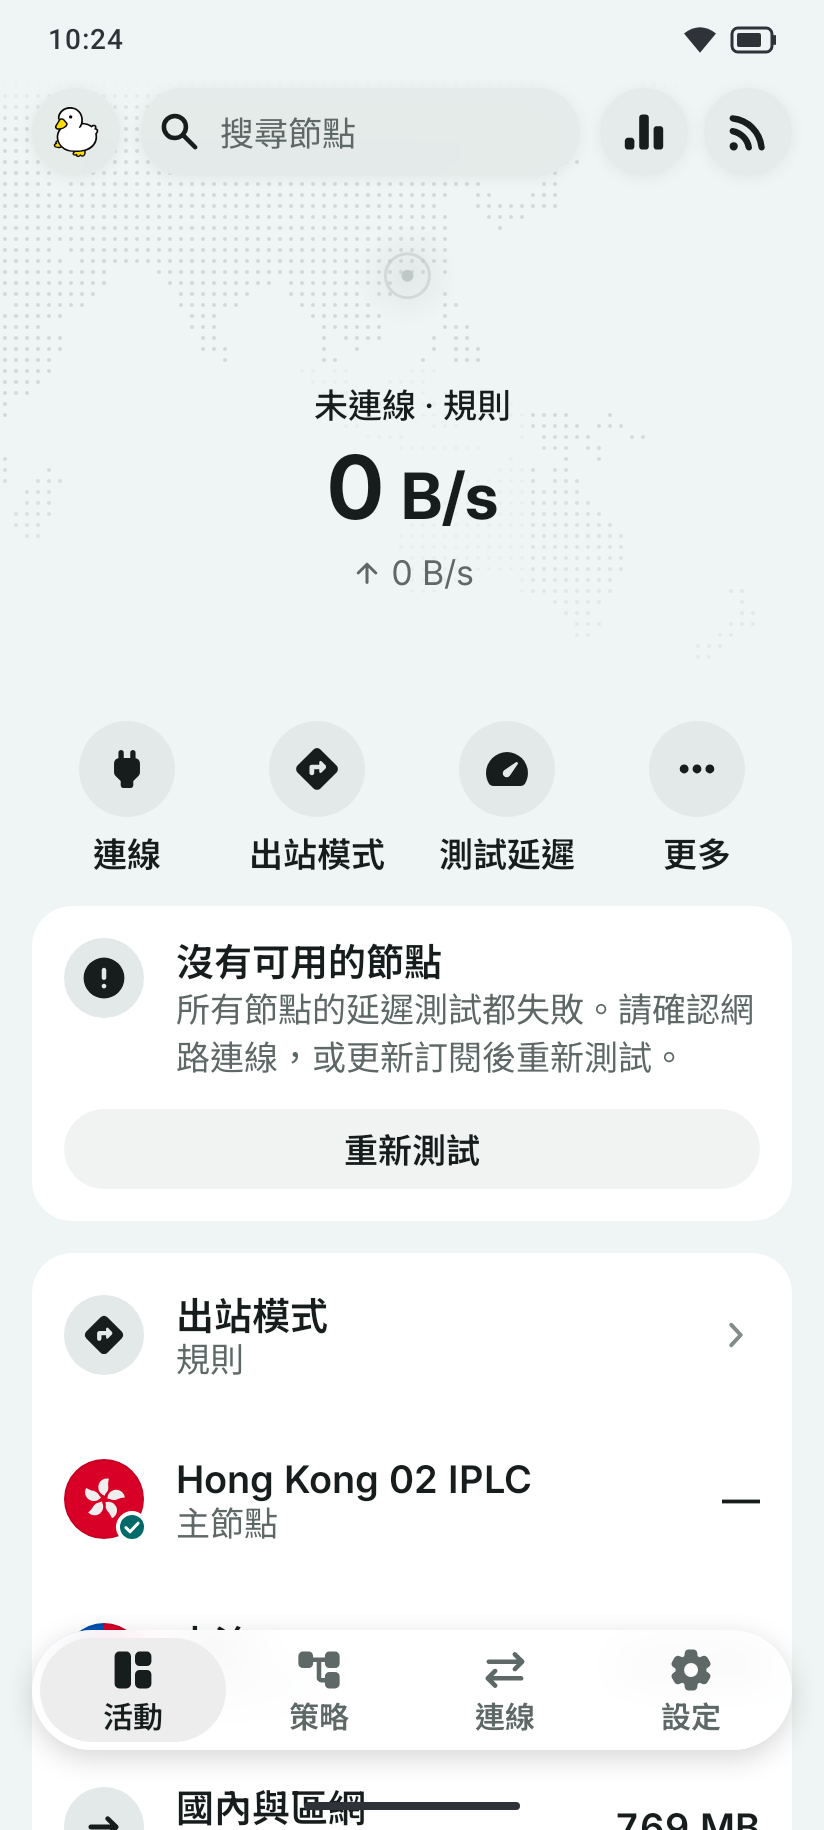 10:24
搜尋節點
未連線 · 規則
0 B/s
↑ 0 B/s
連線
出站模式
測試延遲
更多
沒有可用的節點
所有節點的延遲測試都失敗。請確認網
路連線，或更新訂閱後重新測試。
重新測試
出站模式
規則
Hong Kong 02 IPLC
主節點
—
活動
策略
連線
設定
國內與區網
769 MB